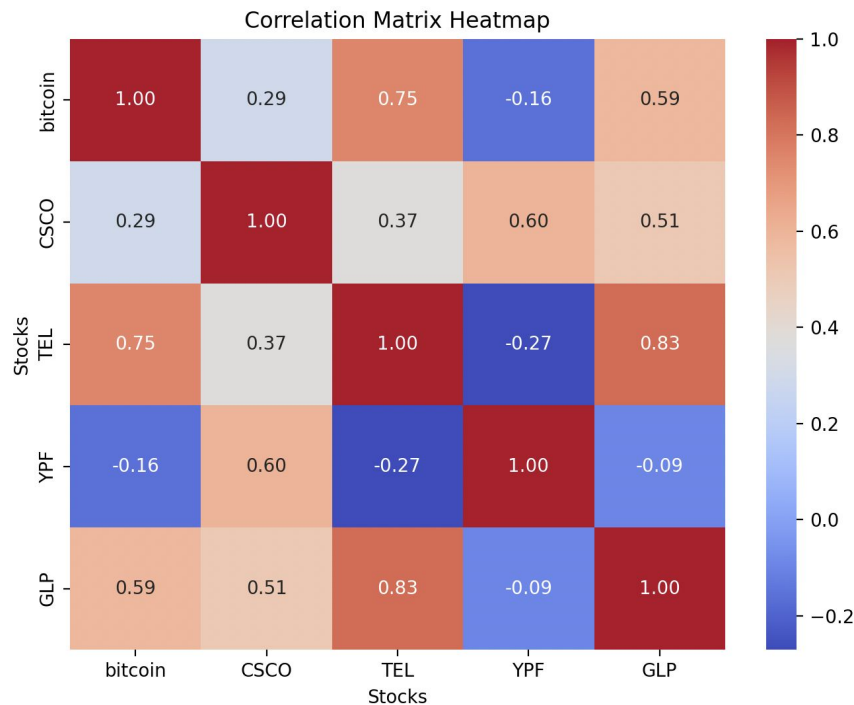 Correlation Matrix Heatmap
bitcoin 1.00 0.29 0.75 -0.16 0.59
CSCO 0.29 1.00 0.37 0.60 0.51
TEL 0.75 0.37 1.00 -0.27 0.83
YPF -0.16 0.60 -0.27 1.00 -0.09
GLP 0.59 0.51 0.83 -0.09 1.00
Stocks
bitcoin CSCO TEL YPF GLP
Stocks
1.0
0.8
0.6
0.4
0.2
0.0
−0.2